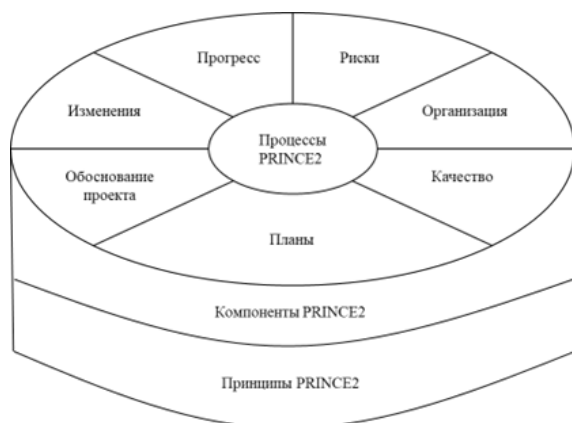 Прогресс
Риски
Изменения
Организация
Процессы
PRINCE2
Обоснование
проекта
Качество
Планы
Компоненты PRINCE2
Принципы PRINCE2